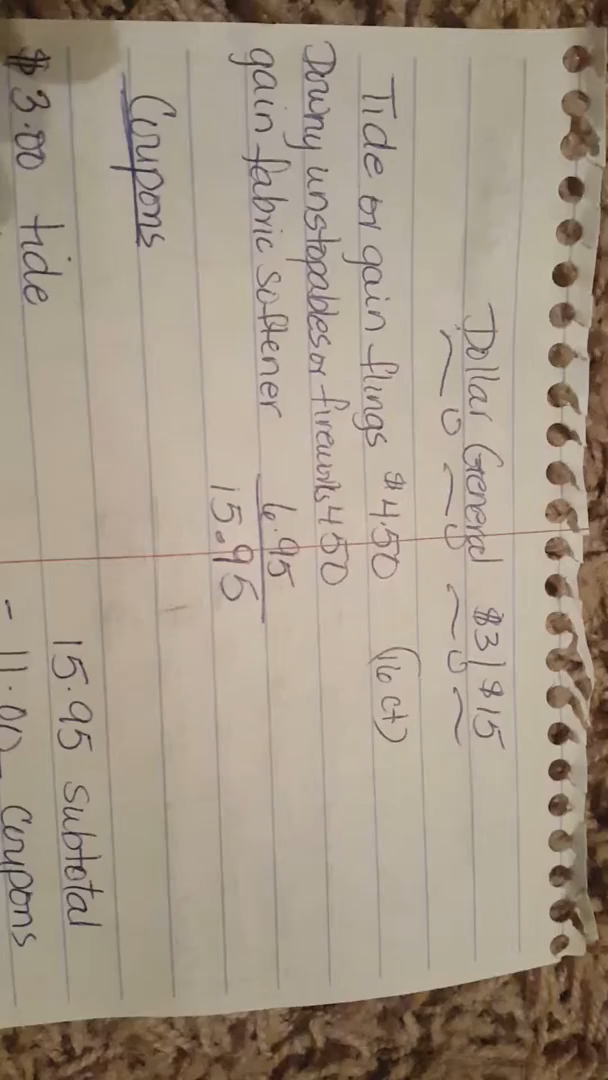 Dollar General $3/$15
Tide or gain flings $4.50 (16 ct)
Downy unstopables or fireworks 4.50
gain fabric softener 6.95
15.95
Coupons
15.95 subtotal
$3.00 tide - 11.00 coupons